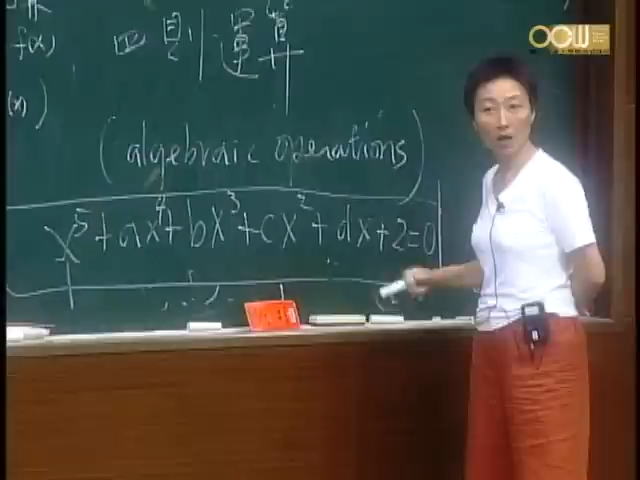 f(x)
四則運算
(x))
(algebraic operations)
x⁵+ax⁴+bx³+cx²+dx+2=0
OCW